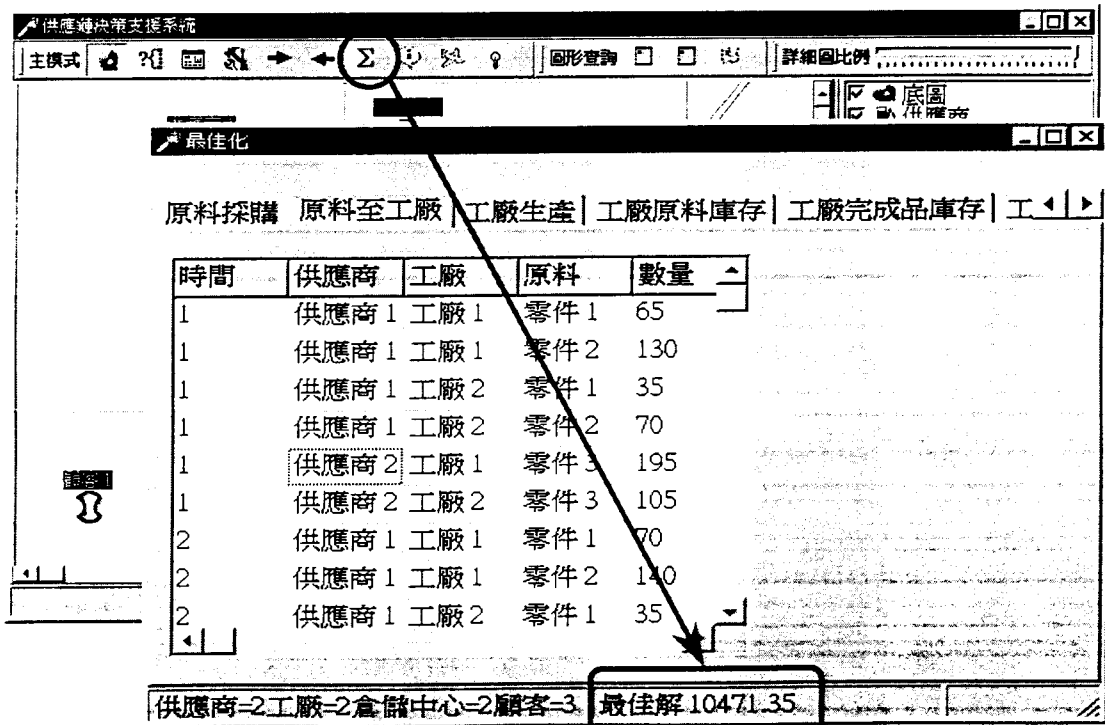 供應鏈決策支援系統
主模式 ?{} Σ 圖形查詢 詳細圖比例
底圖
供應商
最佳化
原料採購 原料至工廠 工廠生產 工廠原料庫存 工廠完成品庫存 工
時間 供應商 工廠 原料 數量
1 供應商1 工廠1 零件1 65
1 供應商1 工廠1 零件2 130
1 供應商1 工廠2 零件1 35
1 供應商1 工廠2 零件2 70
1 供應商2 工廠1 零件3 195
1 供應商2 工廠2 零件3 105
2 供應商1 工廠1 零件1 70
2 供應商1 工廠1 零件2 140
2 供應商1 工廠2 零件1 35
供應商=2工廠=2倉儲中心=2顧客=3 最佳解 10471.35